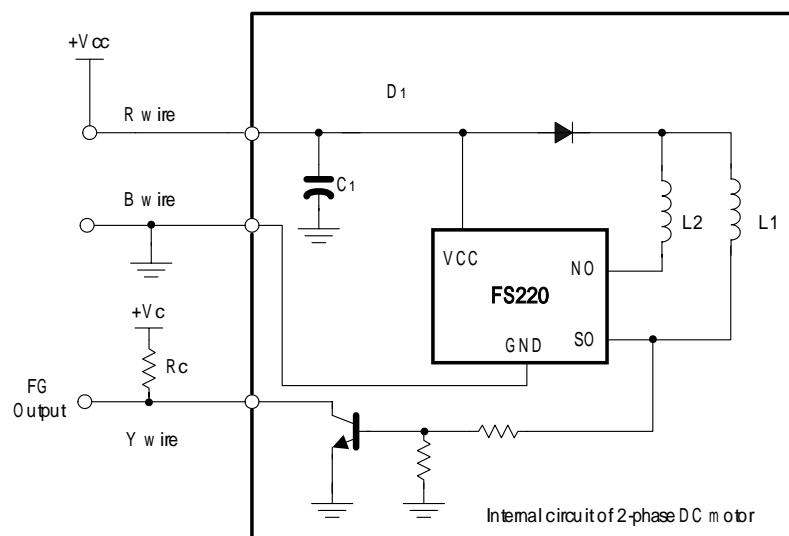 +Vcc
D1
R wire
C1
B wire
L2
L1
VCC
NO
FS220
+Vc
SO
GND
Rc
FG
Output
Y wire
Internal circuit of 2-phase DC motor